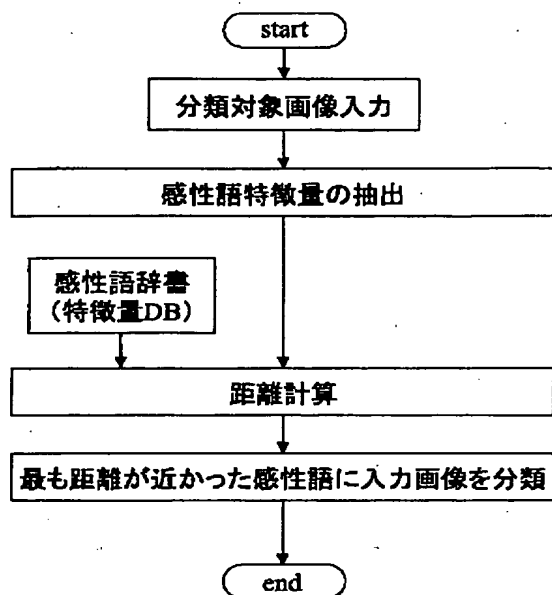 start
分類対象画像入力
感性語特徴量の抽出
感性語辞書
（特徴量DB）
距離計算
最も距離が近かった感性語に入力画像を分類
end